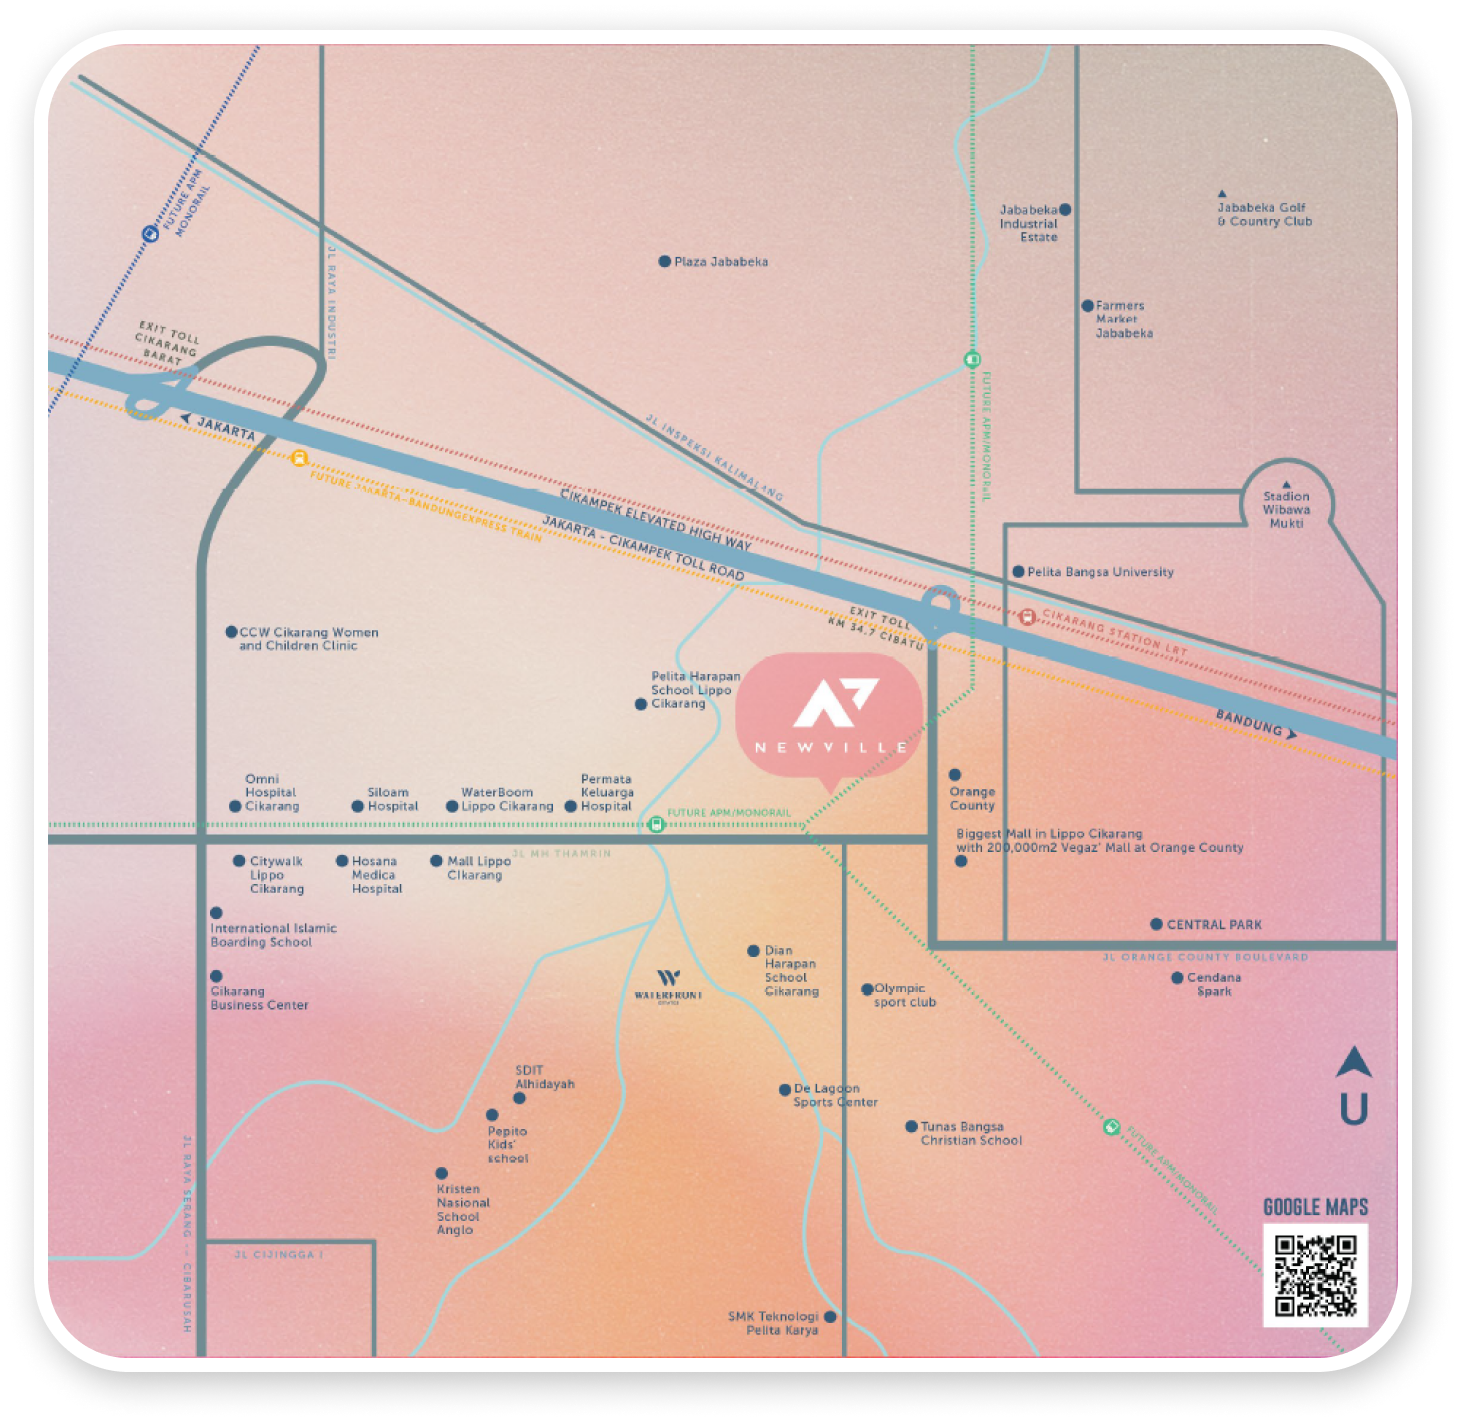 FUTURE APM
MONORAIL
JL RAYA INDUSTRI
EXIT TOLL
CIKARANG
BARAT
JAKARTA
FUTURE JAKARTA-BANDUNGEXPRESS TRAIN
Plaza Jababeka
Jababeka
Industrial
Estate
Jababeka Golf
& Country Club
Farmers
Market
Jababeka
FUTURE APM/MONORAIL
JL INSPEKSI KALIMALANG
CIKAMPEK ELEVATED HIGH WAY
JAKARTA - CIKAMPEK TOLL ROAD
Stadion
Wibawa
Mukti
Pelita Bangsa University
CIKARANG STATION LRT
EXIT TOLL
KM 34.7 CIBATU
BANDUNG
CCW Cikarang Women
and Children Clinic
Pelita Harapan
School Lippo
Cikarang
NEWVILLE
Omni
Hospital
Cikarang
Siloam
Hospital
WaterBoom
Lippo Cikarang
Permata
Keluarga
Hospital
FUTURE APM/MONORAIL
Orange
County
Biggest Mall in Lippo Cikarang
with 200,000m2 Vegaz' Mall at Orange County
JL MH THAMRIN
Citywalk
Lippo
Cikarang
Hosana
Medica
Hospital
Mall Lippo
CIkarang
International Islamic
Boarding School
Cikarang
Business Center
CENTRAL PARK
JL ORANGE COUNTY BOULEVARD
Cendana
Spark
Dian
Harapan
School
Cikarang
Olympic
sport club
WATERFRONT
SDIT
Alhidayah
Pepito
Kids'
school
Kristen
Nasional
School
Anglo
De Lagoon
Sports Center
Tunas Bangsa
Christian School
FUTURE APM/MONORAIL
U
JL RAYA SERANG - CIBARUSAH
JL CIJINGGA I
GOOGLE MAPS
SMK Teknologi
Pelita Karya